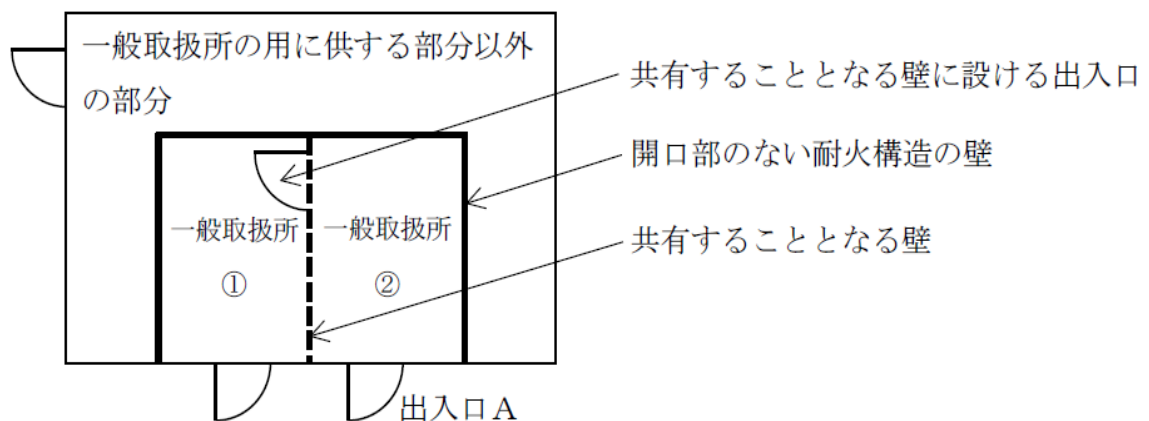 一般取扱所の用に供する部分以外
の部分
共有することとなる壁に設ける出入口
開口部のない耐火構造の壁
一般取扱所
①
一般取扱所
②
共有することとなる壁
出入口A